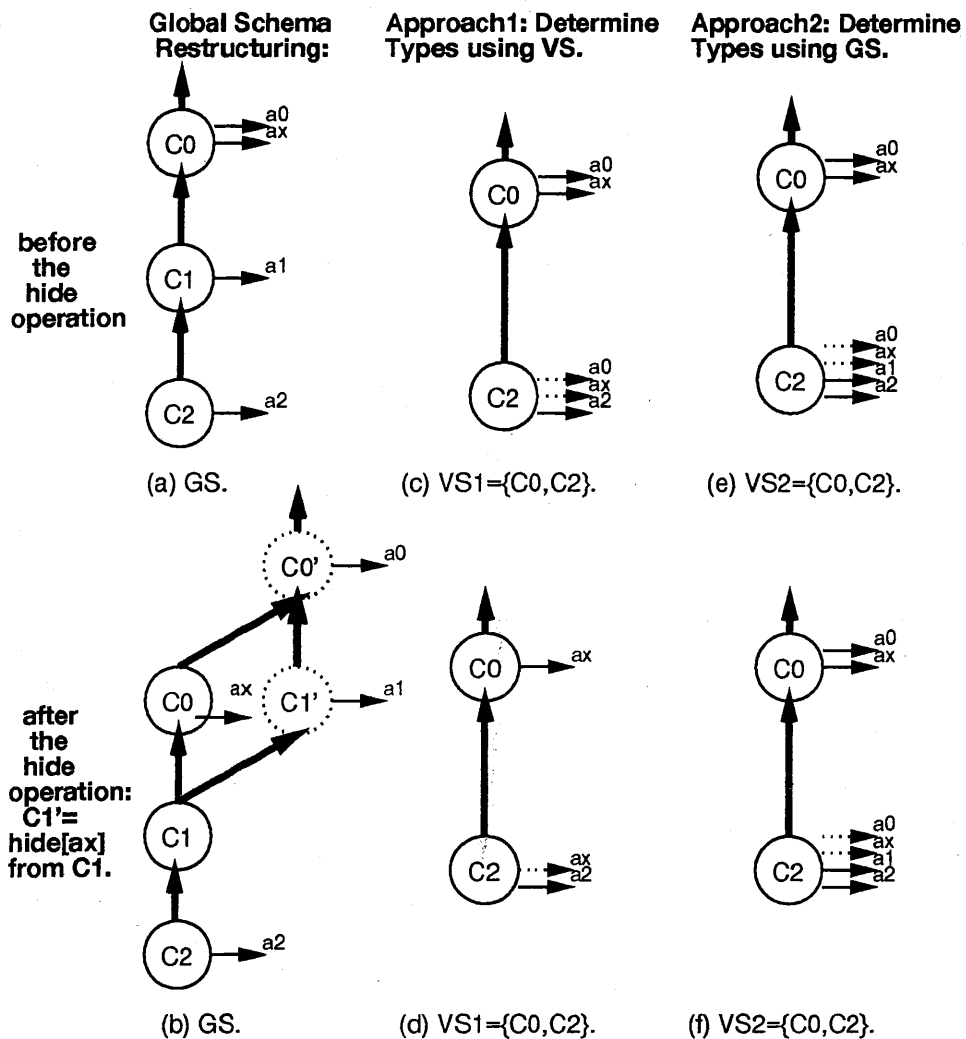 Global Schema
Restructuring:
Approach1: Determine
Types using VS.
Approach2: Determine
Types using GS.
before
the
hide
operation
C0
a0
ax
C1
a1
C2
a2
(a) GS.
C0
a0
ax
C2
a0
ax
a2
(c) VS1={C0,C2}.
C0
a0
ax
C2
a0
ax
a1
a2
(e) VS2={C0,C2}.
after
the
hide
operation:
C1'=
hide[ax]
from C1.
C0'
a0
C0
ax
C1'
a1
C1
C2
a2
(b) GS.
C0
ax
C2
ax
a2
(d) VS1={C0,C2}.
C0
a0
ax
C2
a0
ax
a1
a2
(f) VS2={C0,C2}.